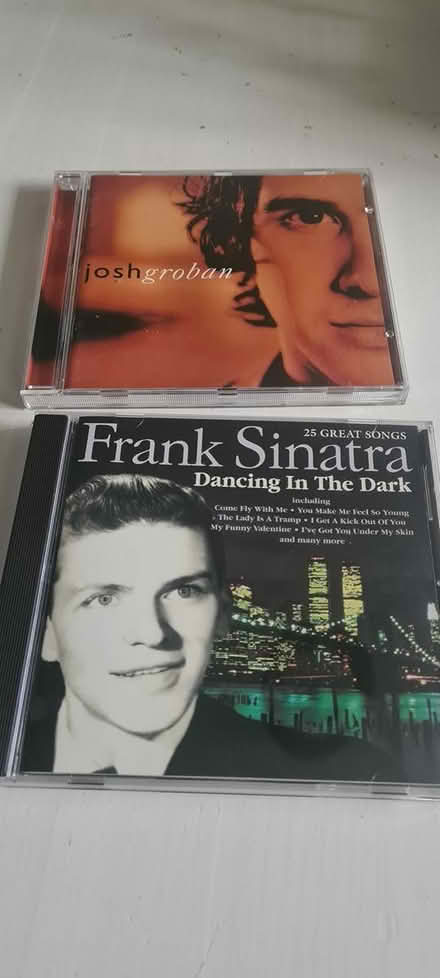 joshgroban
25 GREAT SONGS
Frank Sinatra
Dancing In The Dark
including
Come Fly With Me • You Make Me Feel So Young
The Lady Is A Tramp • I Get A Kick Out Of You
My Funny Valentine • I've Got You Under My Skin
and many more